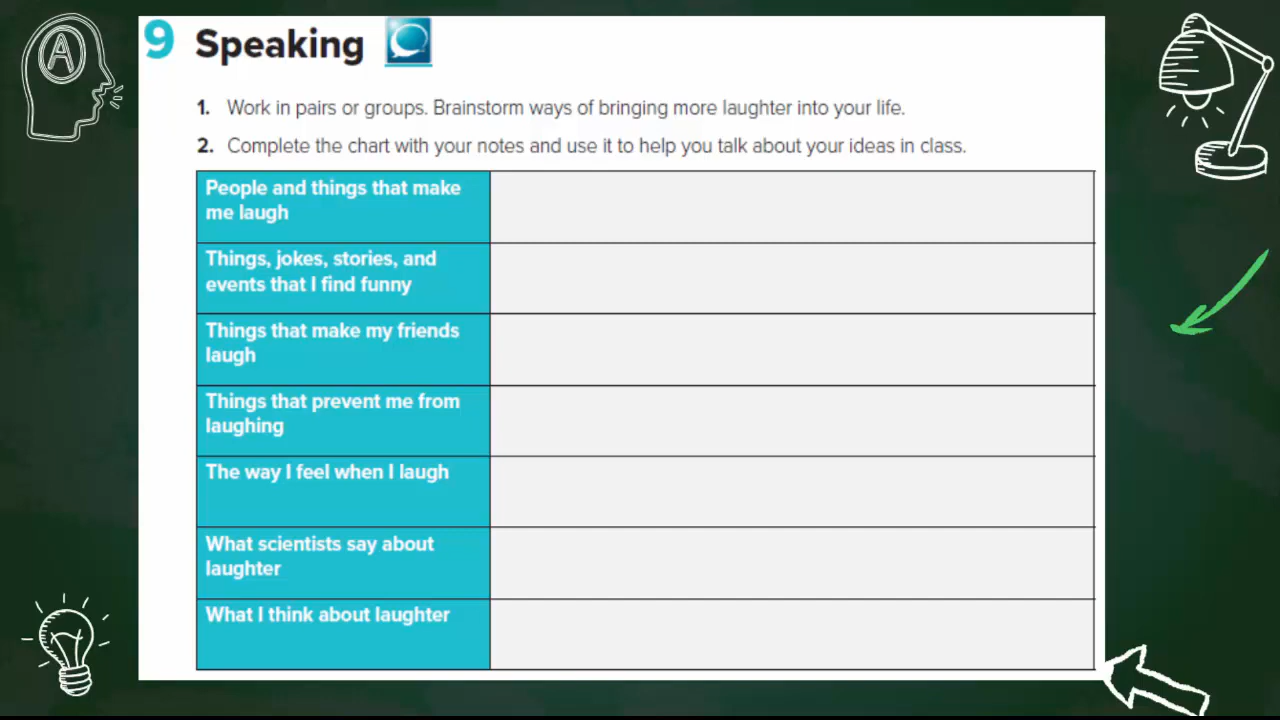 A
9 Speaking
1. Work in pairs or groups. Brainstorm ways of bringing more laughter into your life.
2. Complete the chart with your notes and use it to help you talk about your ideas in class.
People and things that make
me laugh
Things, jokes, stories, and
events that I find funny
Things that make my friends
laugh
Things that prevent me from
laughing
The way I feel when I laugh
What scientists say about
laughter
What I think about laughter